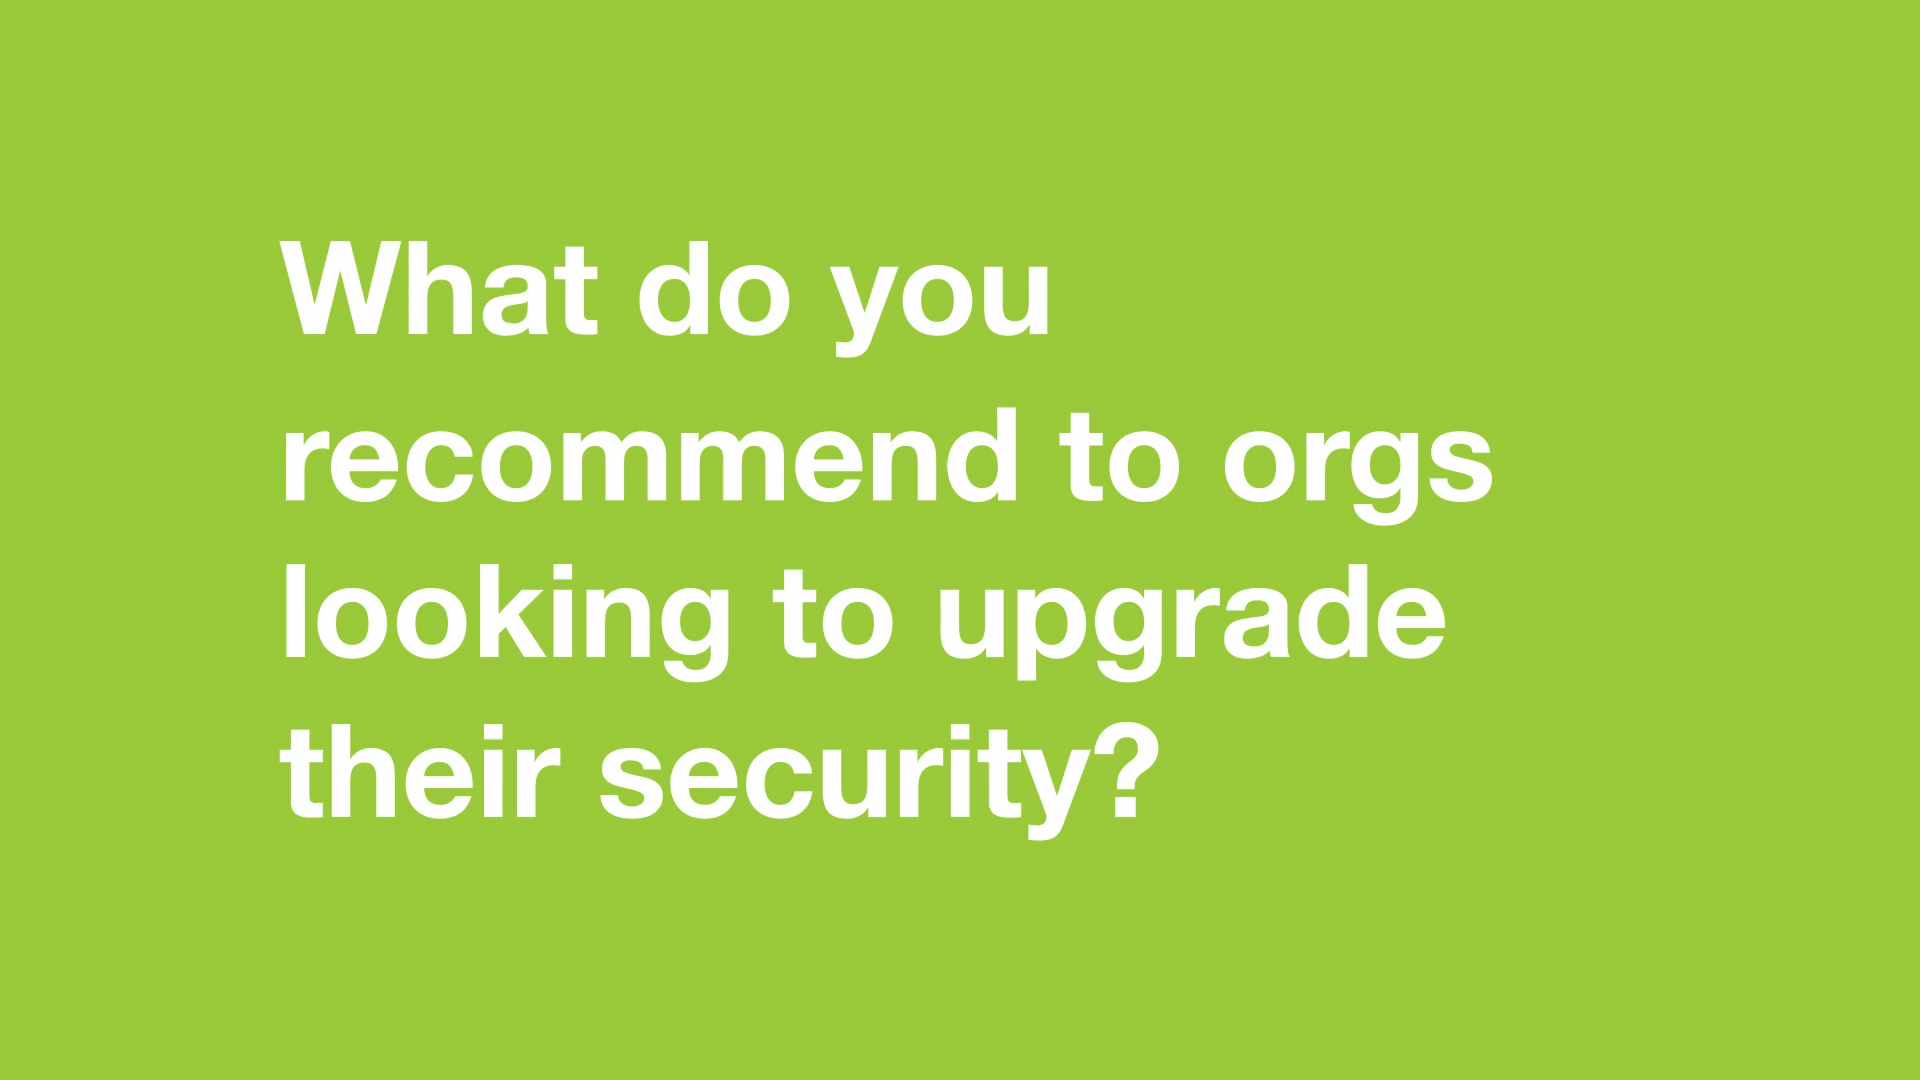 What do you
recommend to orgs
looking to upgrade
their security?